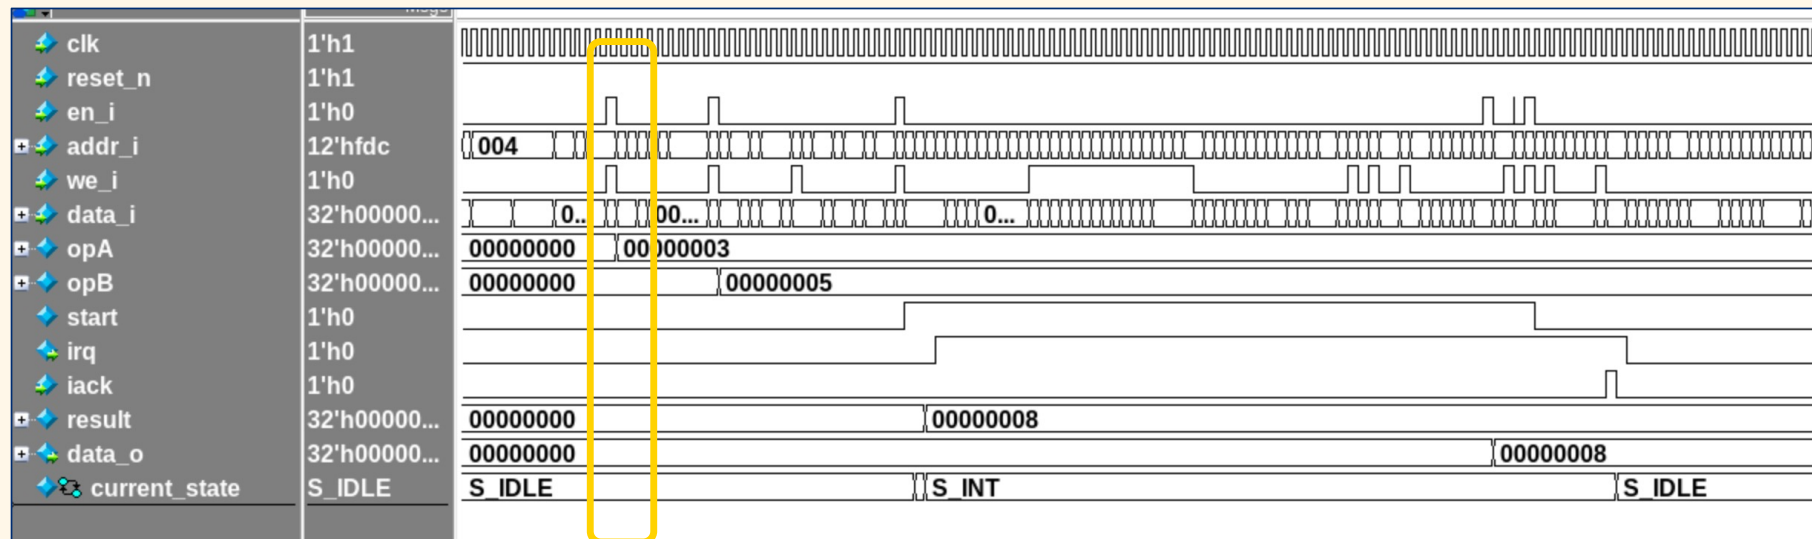 clk 1'h1
reset_n 1'h1
en_i 1'h0
addr_i 12'hfdc 004
we_i 1'h0
data_i 32'h00000... 0... 00... 0...
opA 32'h00000... 00000000 00000003
opB 32'h00000... 00000000 00000005
start 1'h0
irq 1'h0
iack 1'h0
result 32'h00000... 00000000 00000008
data_o 32'h00000... 00000000 00000008
current_state S_IDLE S_IDLE S_INT S_IDLE